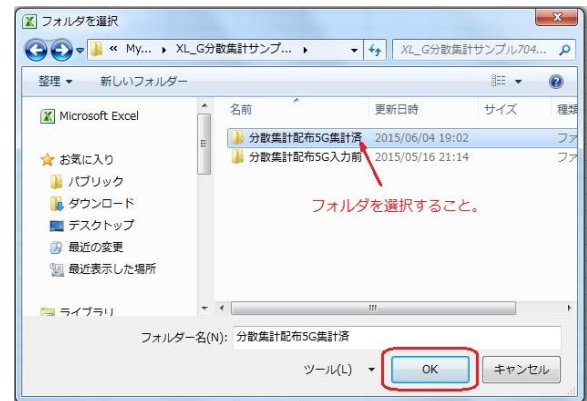 フォルダを選択
« My... ▸ XL_G分散集計サンプ... ▸
XL_G分散集計サンプル704...
整理 新しいフォルダー
Microsoft Excel
お気に入り
パブリック
ダウンロード
デスクトップ
最近の変更
最近表示した場所
ライブラリ
名前 更新日時 サイズ 種類
分散集計配布5G集計済 2015/06/04 19:02 ファ
分散集計配布5G入力前 2015/05/16 21:14 ファ
フォルダを選択すること。
フォルダー名(N): 分散集計配布5G集計済
ツール(L) OK キャンセル